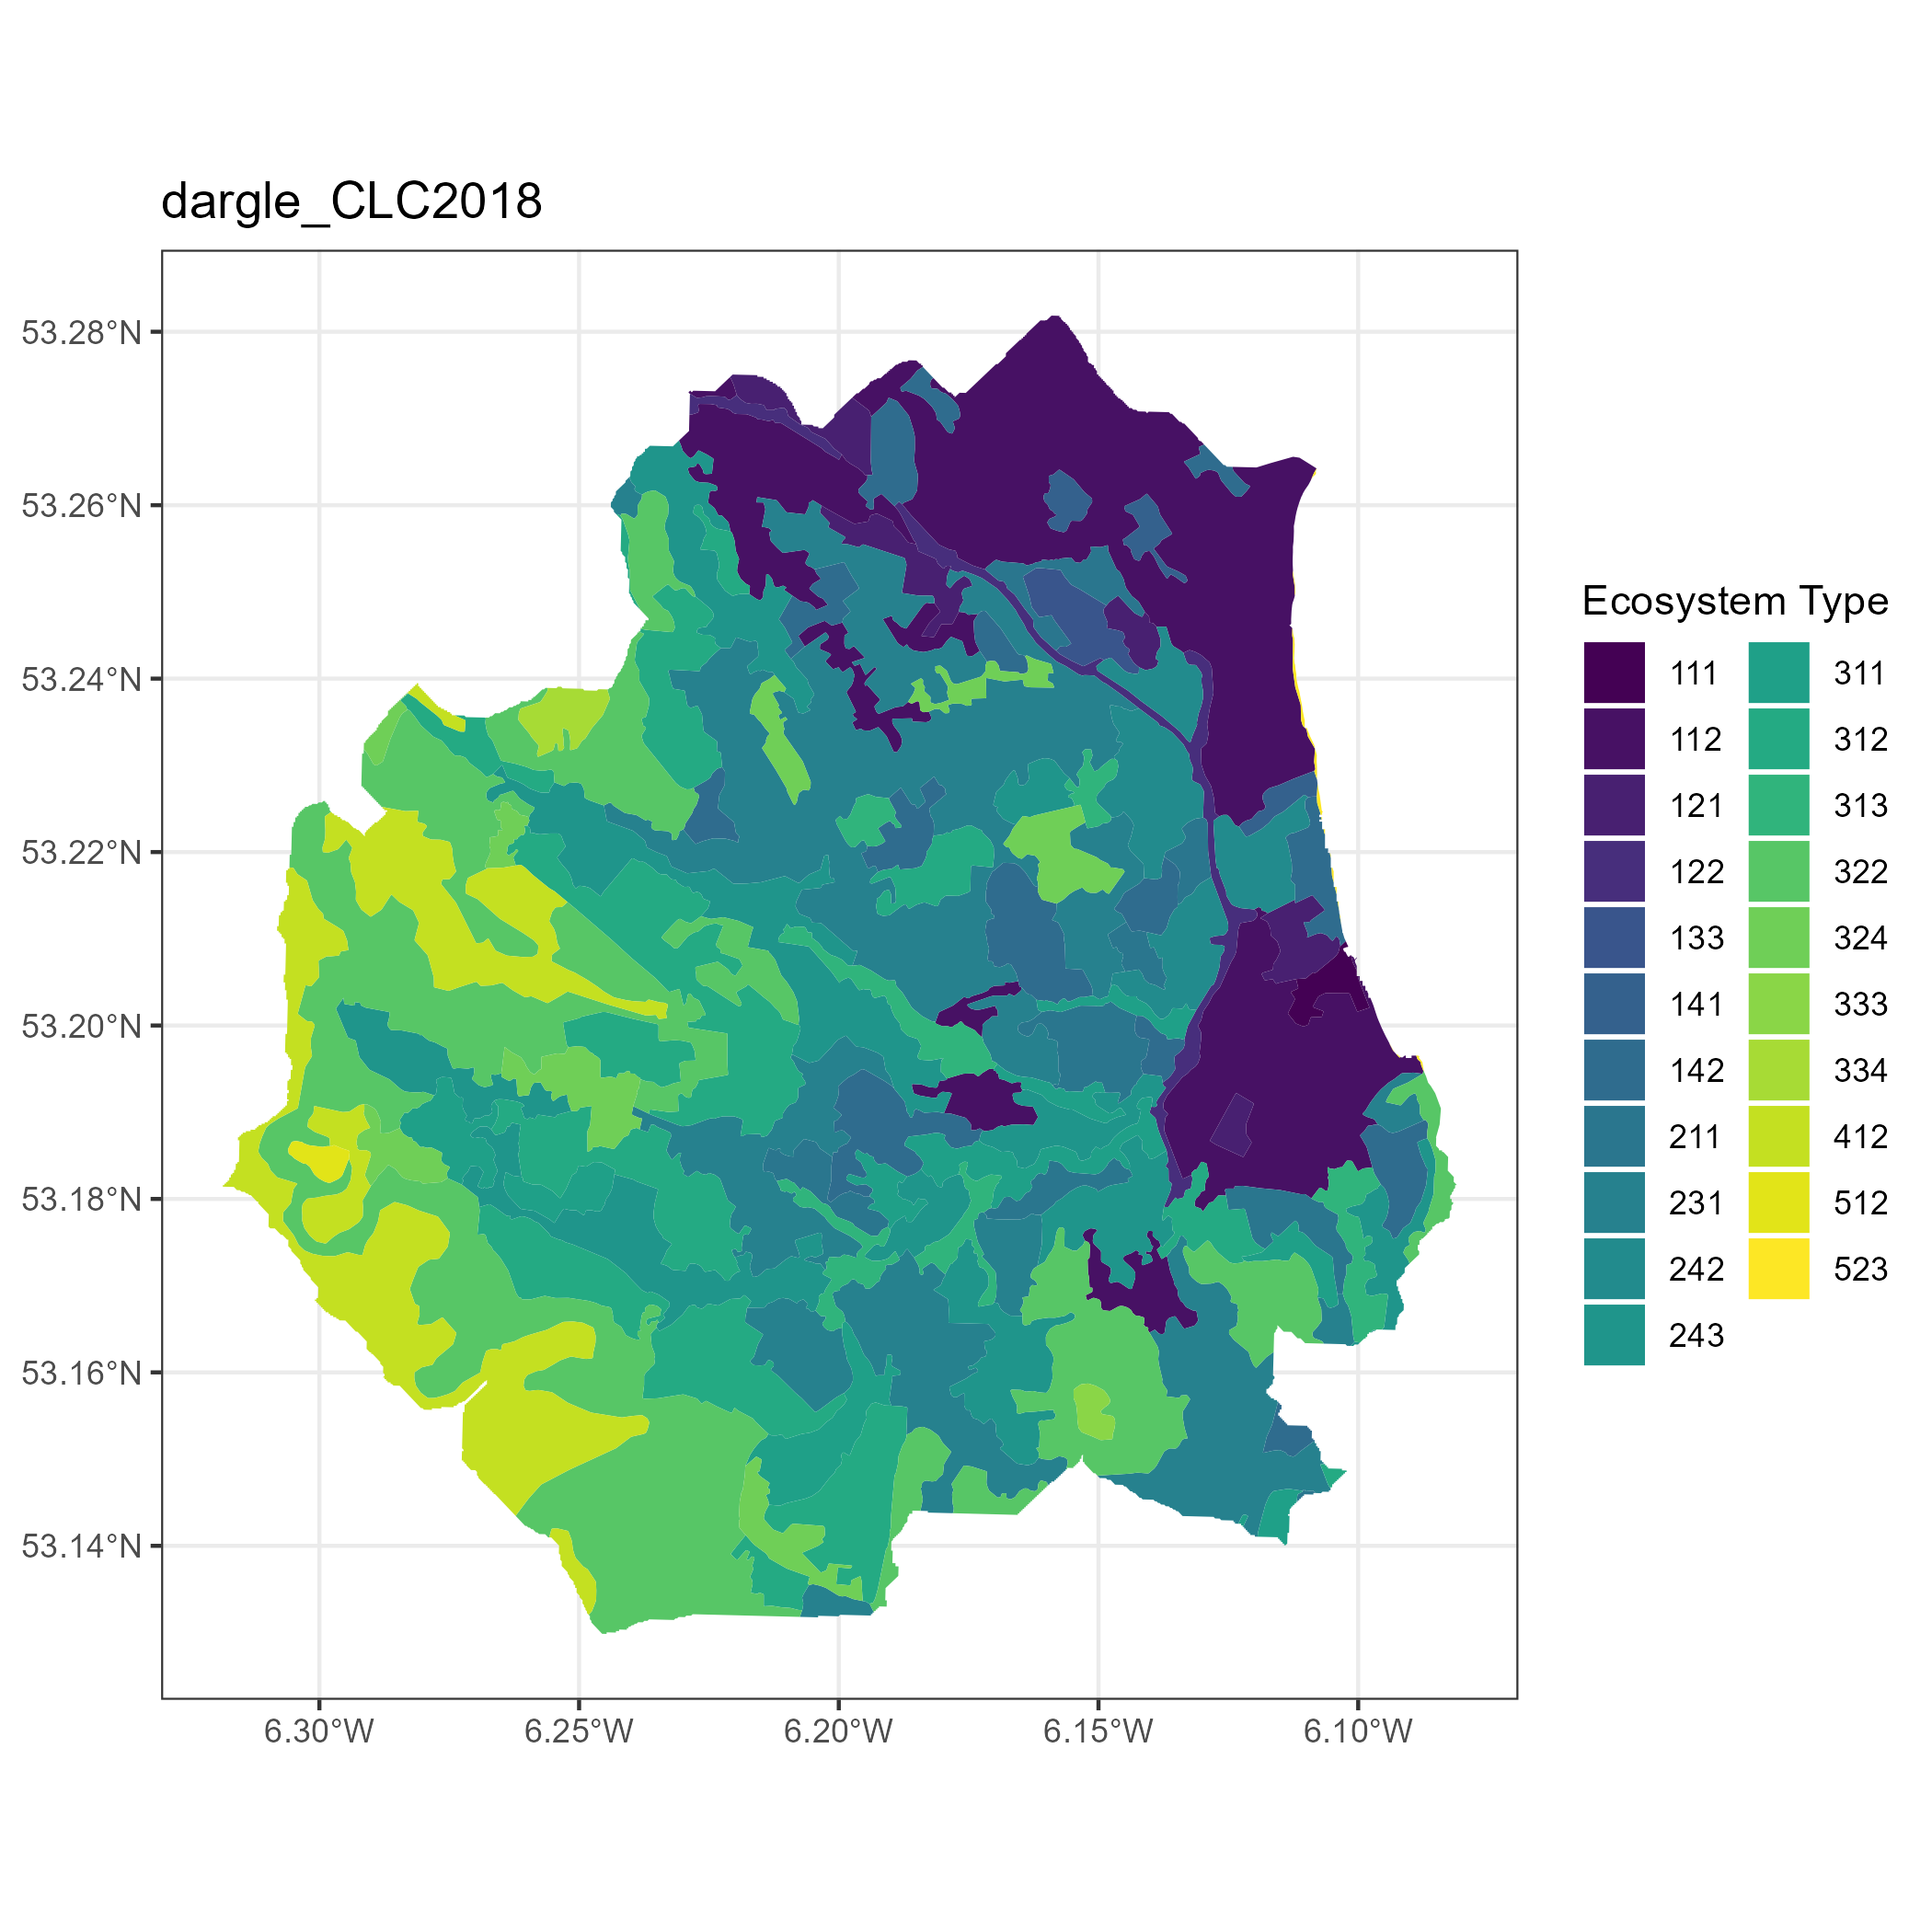 dargle_CLC2018
53.28°N
53.26°N
53.24°N
53.22°N
53.20°N
53.18°N
53.16°N
53.14°N
6.30°W
6.25°W
6.20°W
6.15°W
6.10°W
Ecosystem Type
111
112
121
122
133
141
142
211
231
242
243
311
312
313
322
324
333
334
412
512
523